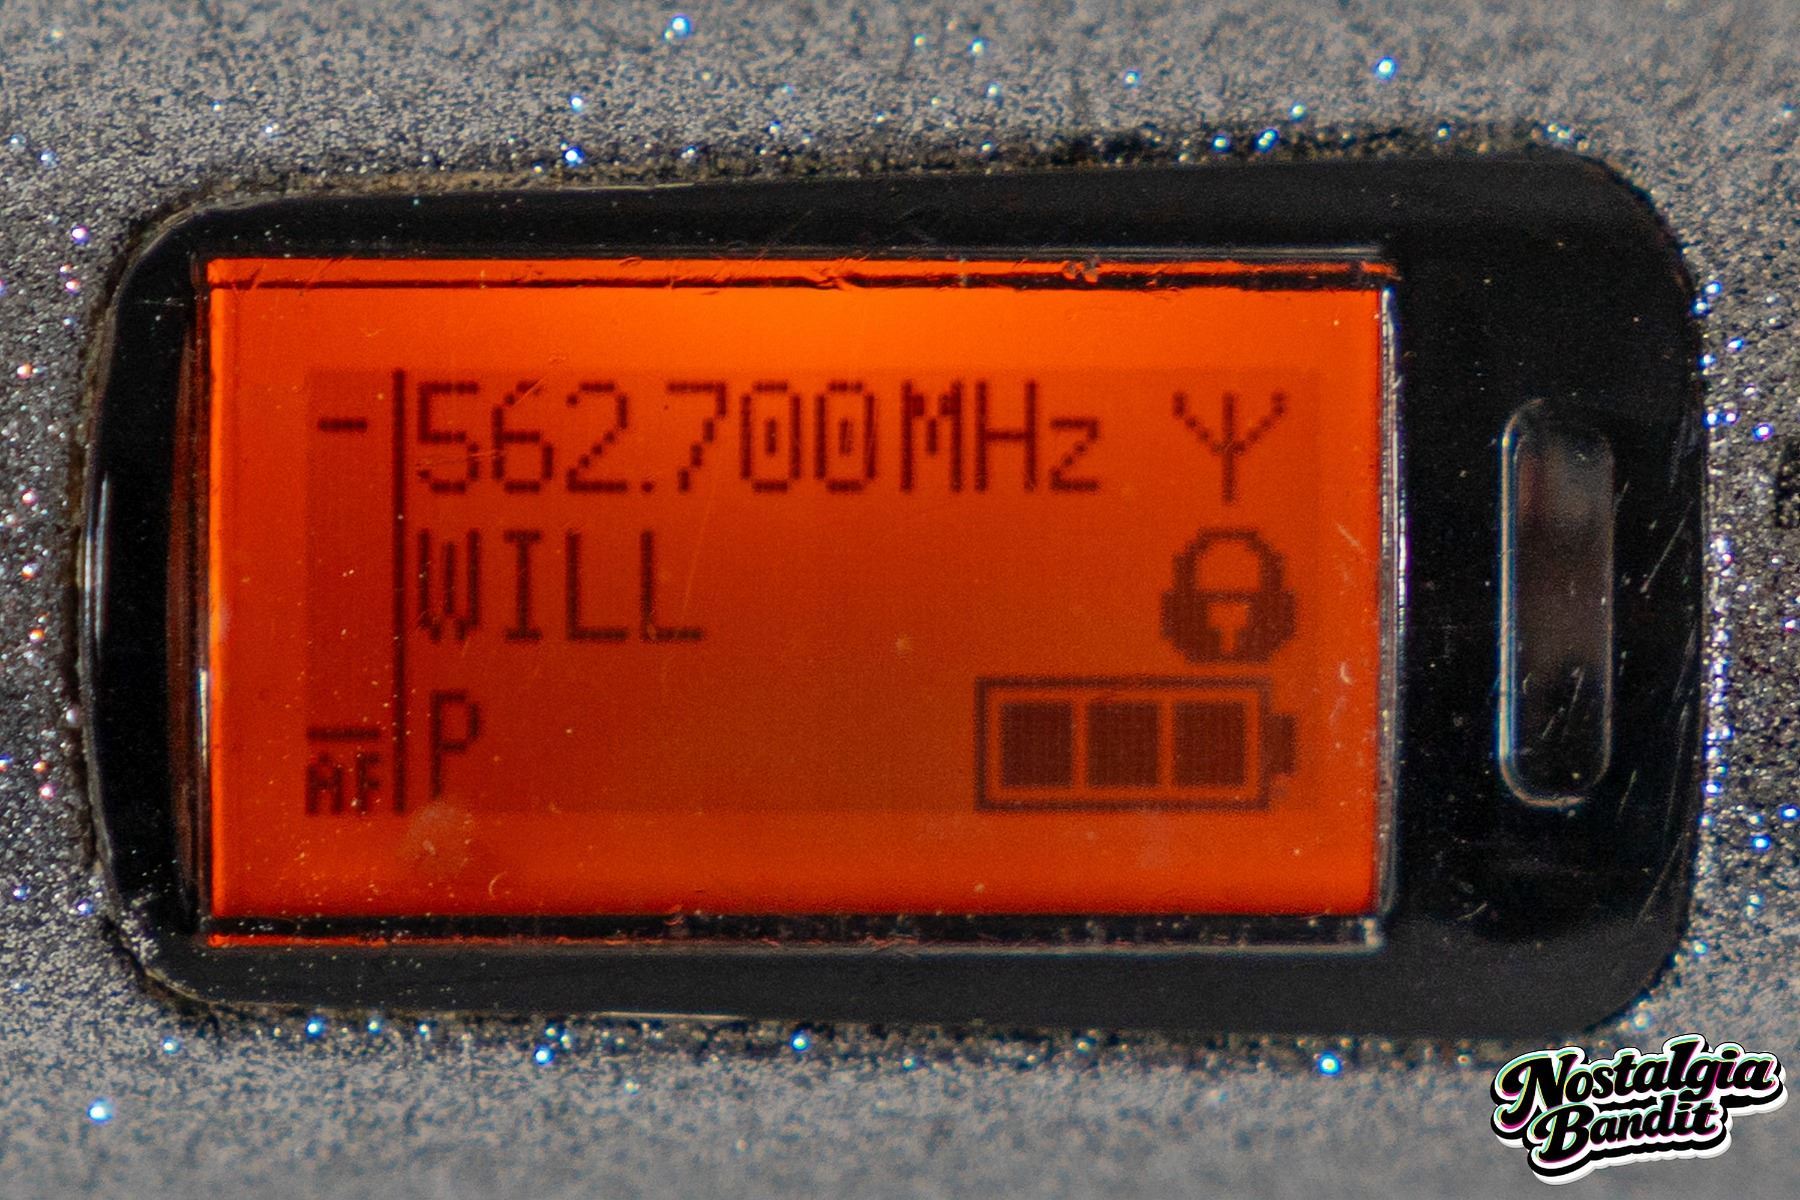 562.700MHz
WILL
AF P
Nostalgia
Bandit